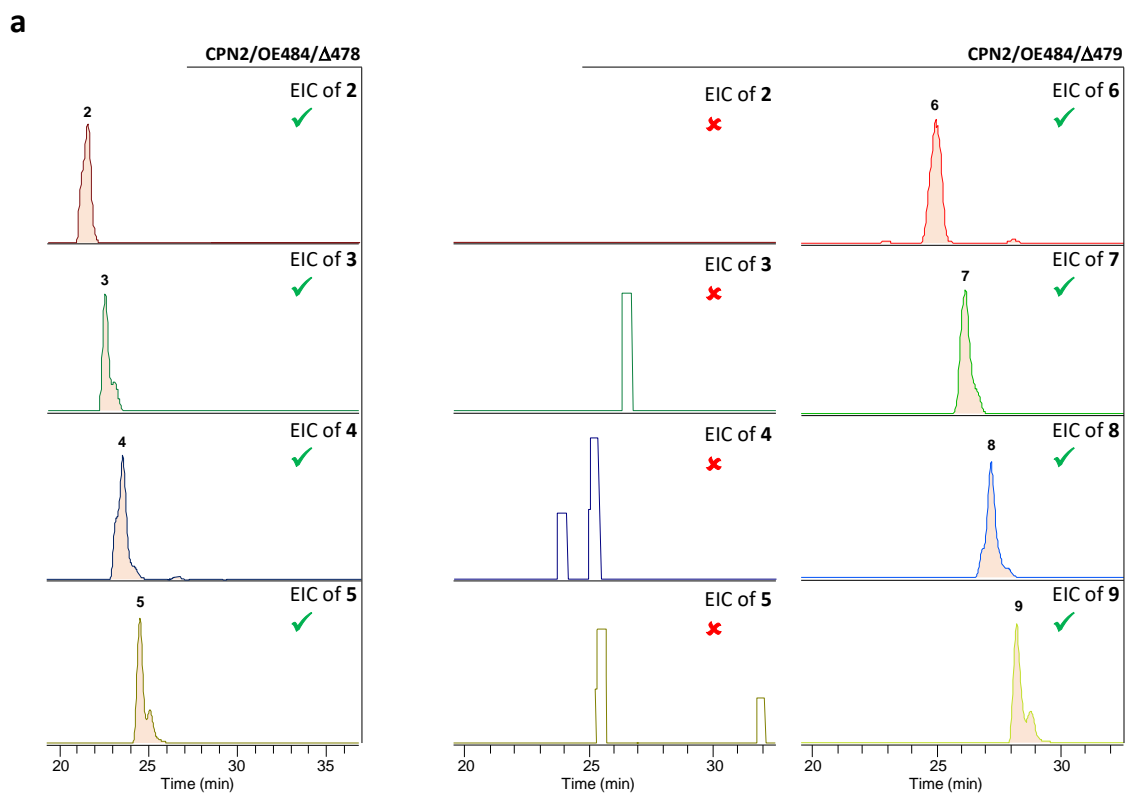 a
CPN2/OE484/Δ478
CPN2/OE484/Δ479
EIC of 2
2
EIC of 2
EIC of 6
6
EIC of 3
3
EIC of 3
EIC of 7
7
EIC of 4
4
EIC of 4
EIC of 8
8
EIC of 5
5
EIC of 5
EIC of 9
9
20 25 30 35
Time (min)
20 25 30
Time (min)
20 25 30
Time (min)